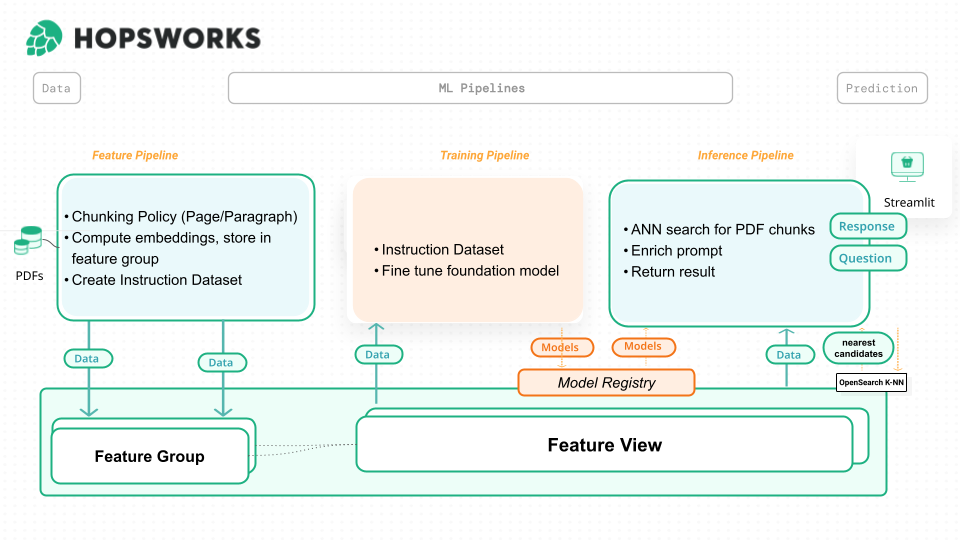 HOPSWORKS
Data
ML Pipelines
Prediction
Feature Pipeline
Training Pipeline
Inference Pipeline
Streamlit
PDFs
• Chunking Policy (Page/Paragraph)
• Compute embeddings, store in
feature group
• Create Instruction Dataset
• Instruction Dataset
• Fine tune foundation model
• ANN search for PDF chunks
• Enrich prompt
• Return result
Response
Question
Data
Data
Data
Models
Models
Data
nearest
candidates
Model Registry
OpenSearch K-NN
Feature Group
Feature View